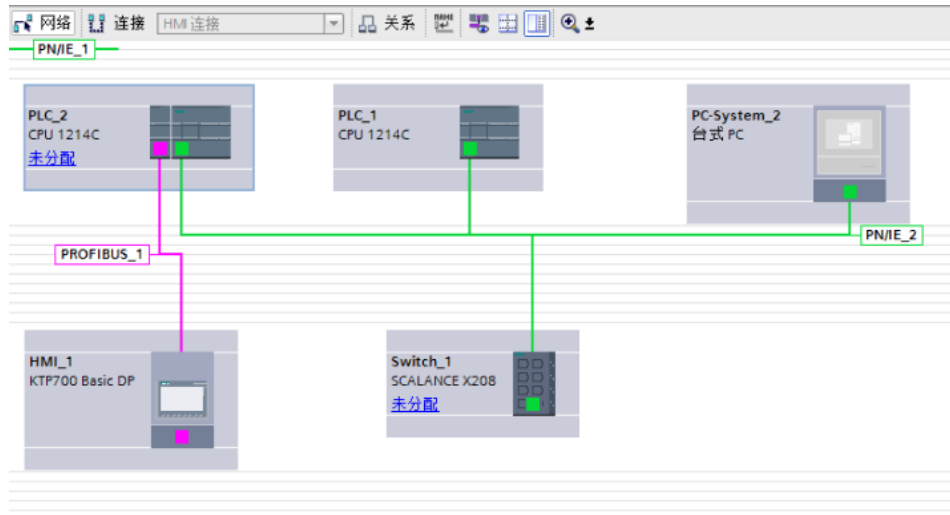 网络 连接 HMI 连接 关系
PN/IE_1
PLC_2
CPU 1214C
未分配
PLC_1
CPU 1214C
PC-System_2
台式 PC
PN/IE_2
PROFIBUS_1
HMI_1
KTP700 Basic DP
Switch_1
SCALANCE X208
未分配